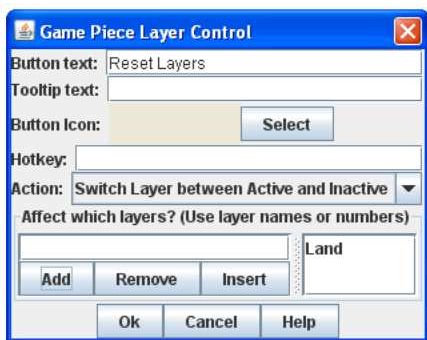 Game Piece Layer Control
Button text: Reset Layers
Tooltip text:
Button Icon: Select
Hotkey:
Action: Switch Layer between Active and Inactive
Affect which layers? (Use layer names or numbers)
Land
Add Remove Insert
Ok Cancel Help